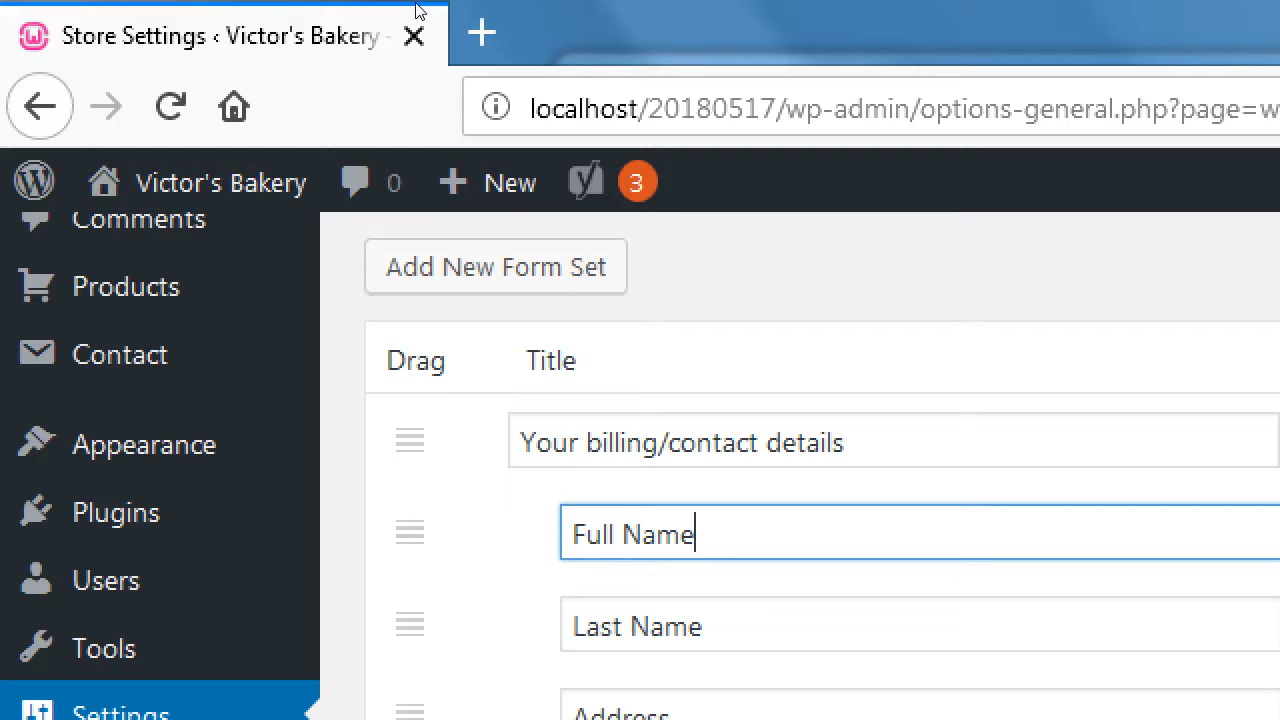 Store Settings ‹ Victor's Bakery -
localhost/20180517/wp-admin/options-general.php?page=w
Victor's Bakery 0 New 3
Comments
Products
Contact
Appearance
Plugins
Users
Tools
Settings
Add New Form Set
Drag Title
Your billing/contact details
Full Name
Last Name
Address